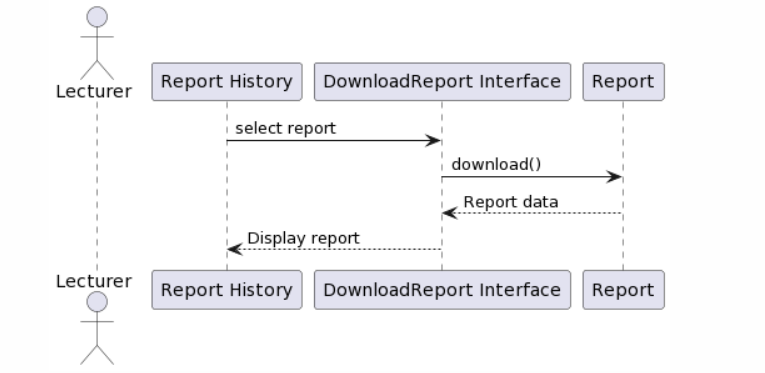 Lecturer
Report History
DownloadReport Interface
Report
select report
download()
Report data
Display report
Lecturer
Report History
DownloadReport Interface
Report